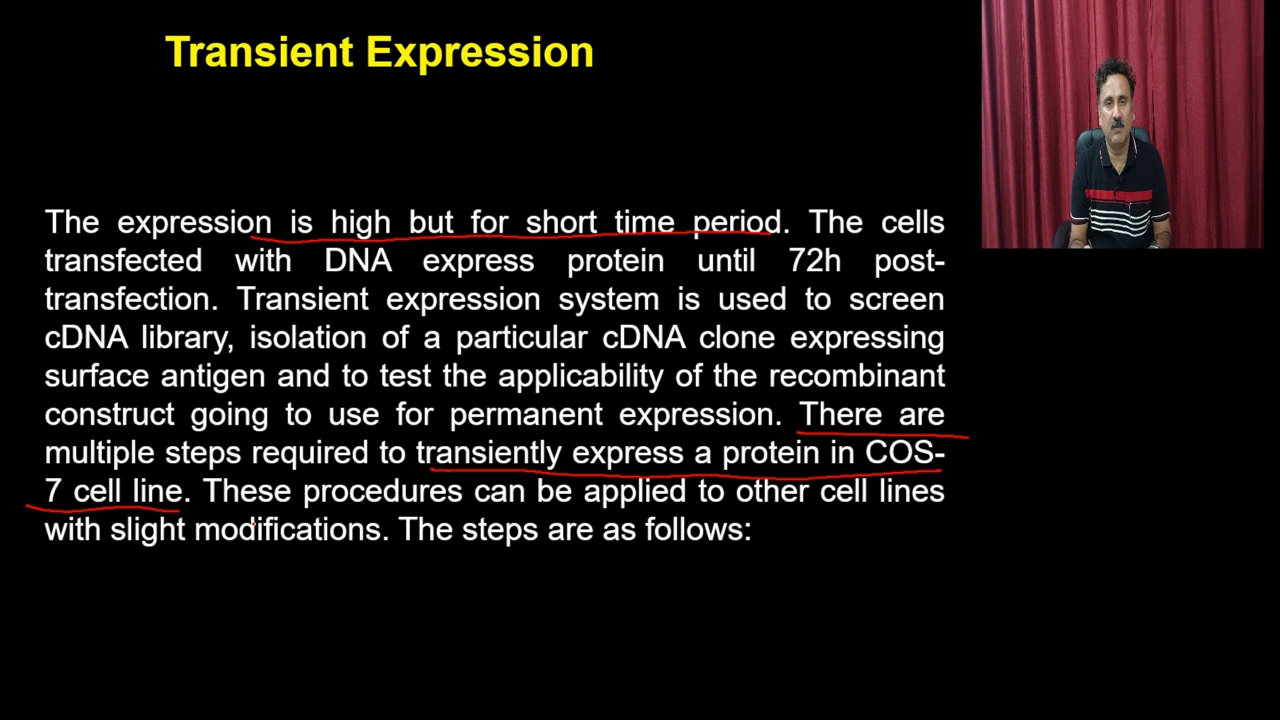 Transient Expression
The expression is high but for short time period. The cells
transfected with DNA express protein until 72h post-
transfection. Transient expression system is used to screen
cDNA library, isolation of a particular cDNA clone expressing
surface antigen and to test the applicability of the recombinant
construct going to use for permanent expression. There are
multiple steps required to transiently express a protein in COS-
7 cell line. These procedures can be applied to other cell lines
with slight modifications. The steps are as follows: